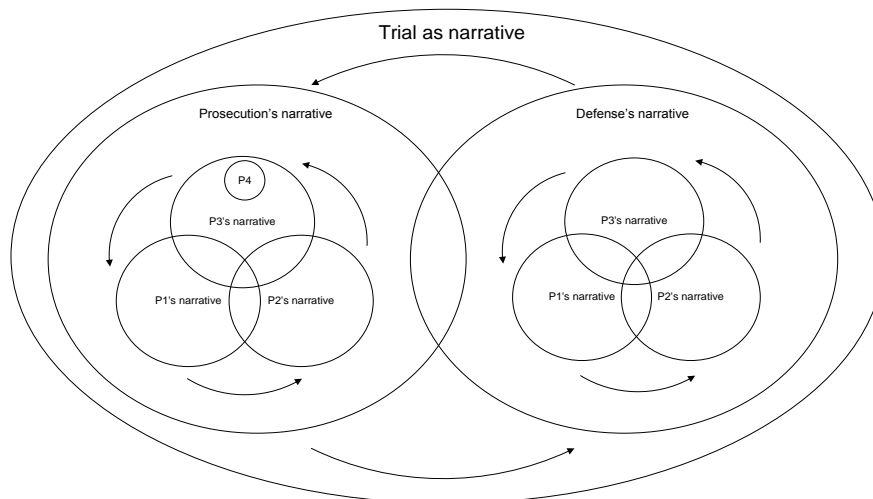 Trial as narrative
Prosecution's narrative
Defense's narrative
P4
P3's narrative
P3's narrative
P1's narrative
P2's narrative
P1's narrative
P2's narrative